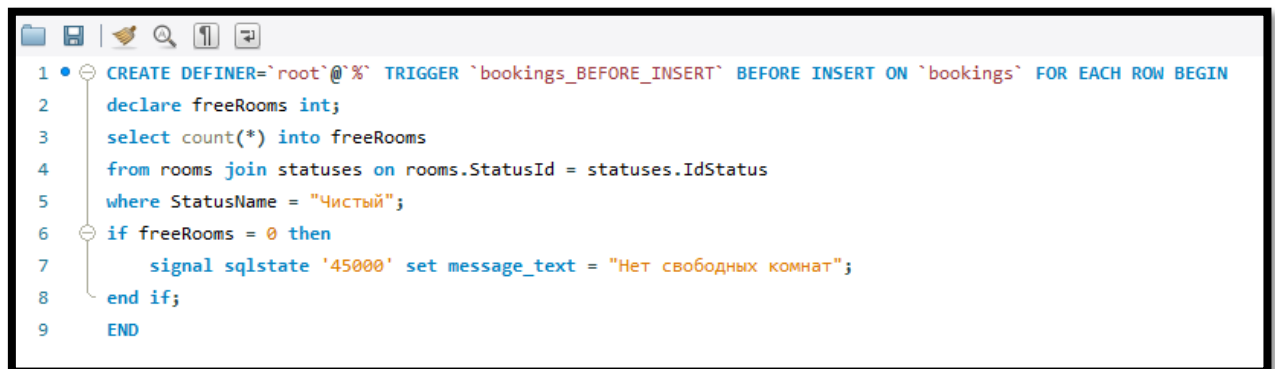 1 CREATE DEFINER=`root`@`%` TRIGGER `bookings_BEFORE_INSERT` BEFORE INSERT ON `bookings` FOR EACH ROW BEGIN
2 declare freeRooms int;
3 select count(*) into freeRooms
4 from rooms join statuses on rooms.StatusId = statuses.IdStatus
5 where StatusName = "Чистый";
6 if freeRooms = 0 then
7 signal sqlstate '45000' set message_text = "Нет свободных комнат";
8 end if;
9 END